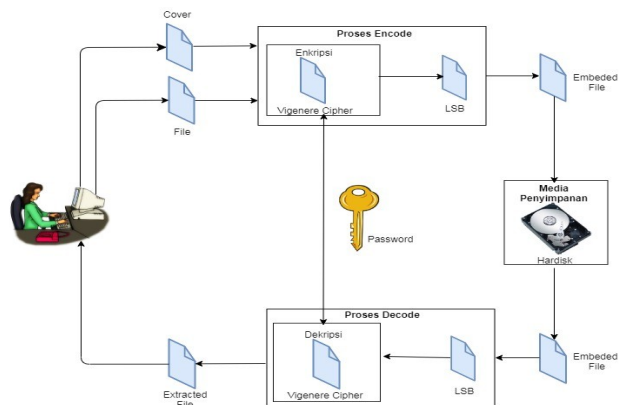 Cover
Proses Encode
Enkripsi
Vigenere Cipher
LSB
Embeded
File
File
Media
Penyimpanan
Hardisk
Password
Proses Decode
Dekripsi
Vigenere Cipher
LSB
Embeded
File
Extracted
File